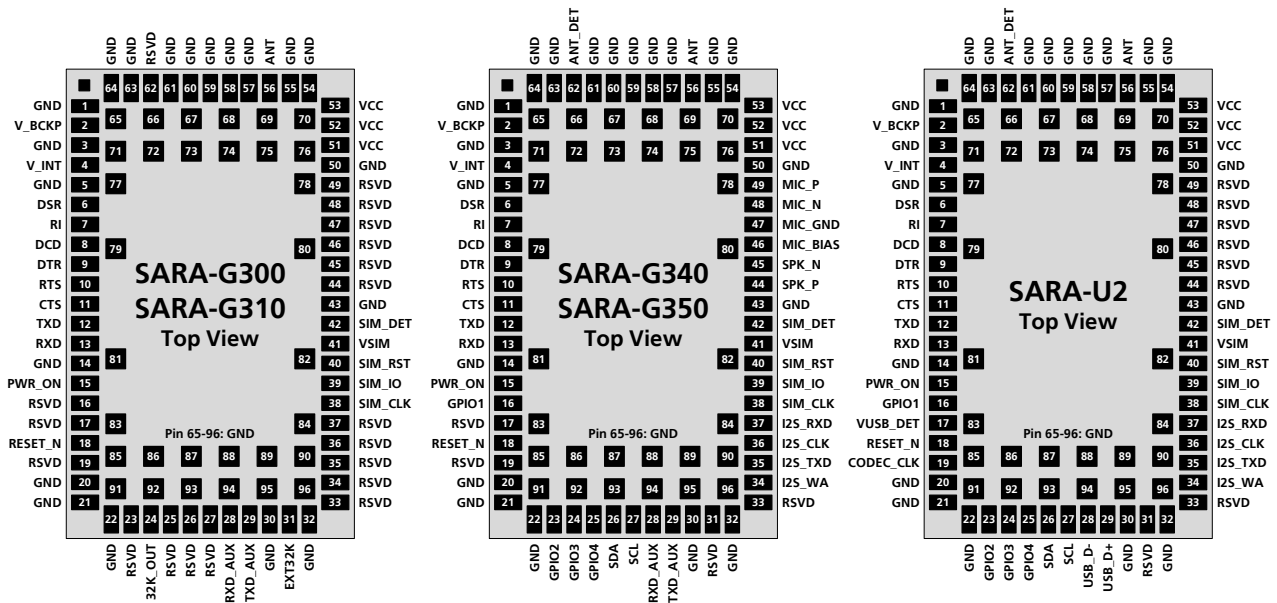 GND GND RSVD GND GND GND GND GND ANT GND GND
64 63 62 61 60 59 58 57 56 55 54
GND 1 53 VCC
V_BCKP 2 65 66 67 68 69 70 52 VCC
GND 3 51 VCC
V_INT 4 71 72 73 74 75 76 50 GND
GND 5 77 78 49 RSVD
DSR 6 48 RSVD
RI 7 47 RSVD
DCD 8 79 80 46 RSVD
DTR 9 45 RSVD
RTS 10 44 RSVD
CTS 11 43 GND
TXD 12 42 SIM_DET
RXD 13 41 VSIM
GND 14 81 82 40 SIM_RST
PWR_ON 15 39 SIM_IO
RSVD 16 38 SIM_CLK
RSVD 17 83 84 37 RSVD
RESET_N 18 36 RSVD
RSVD 19 85 86 87 88 89 90 35 RSVD
GND 20 34 RSVD
GND 21 91 92 93 94 95 96 33 RSVD
22 23 24 25 26 27 28 29 30 31 32
GND RSVD 32K_OUT RSVD RSVD RSVD RXD_AUX TXD_AUX GND EXT32K GND
SARA-G300
SARA-G310
Top View
Pin 65-96: GND
GND GND ANT_DET GND GND GND GND GND ANT GND GND
64 63 62 61 60 59 58 57 56 55 54
GND 1 53 VCC
V_BCKP 2 65 66 67 68 69 70 52 VCC
GND 3 51 VCC
V_INT 4 71 72 73 74 75 76 50 GND
GND 5 77 78 49 MIC_P
DSR 6 48 MIC_N
RI 7 47 MIC_GND
DCD 8 79 80 46 MIC_BIAS
DTR 9 45 SPK_N
RTS 10 44 SPK_P
CTS 11 43 GND
TXD 12 42 SIM_DET
RXD 13 41 VSIM
GND 14 81 82 40 SIM_RST
PWR_ON 15 39 SIM_IO
GPIO1 16 38 SIM_CLK
RSVD 17 83 84 37 I2S_RXD
RESET_N 18 36 I2S_CLK
RSVD 19 85 86 87 88 89 90 35 I2S_TXD
GND 20 34 I2S_WA
GND 21 91 92 93 94 95 96 33 RSVD
22 23 24 25 26 27 28 29 30 31 32
GND GPIO2 GPIO3 GPIO4 SDA SCL RXD_AUX TXD_AUX GND RSVD GND
SARA-G340
SARA-G350
Top View
Pin 65-96: GND
GND GND ANT_DET GND GND GND GND GND ANT GND GND
64 63 62 61 60 59 58 57 56 55 54
GND 1 53 VCC
V_BCKP 2 65 66 67 68 69 70 52 VCC
GND 3 51 VCC
V_INT 4 71 72 73 74 75 76 50 GND
GND 5 77 78 49 RSVD
DSR 6 48 RSVD
RI 7 47 RSVD
DCD 8 79 80 46 RSVD
DTR 9 45 RSVD
RTS 10 44 RSVD
CTS 11 43 GND
TXD 12 42 SIM_DET
RXD 13 41 VSIM
GND 14 81 82 40 SIM_RST
PWR_ON 15 39 SIM_IO
GPIO1 16 38 SIM_CLK
VUSB_DET 17 83 84 37 I2S_RXD
RESET_N 18 36 I2S_CLK
CODEC_CLK 19 85 86 87 88 89 90 35 I2S_TXD
GND 20 34 I2S_WA
GND 21 91 92 93 94 95 96 33 RSVD
22 23 24 25 26 27 28 29 30 31 32
GND GPIO2 GPIO3 GPIO4 SDA SCL USB_D- USB_D+ GND RSVD GND
SARA-U2
Top View
Pin 65-96: GND